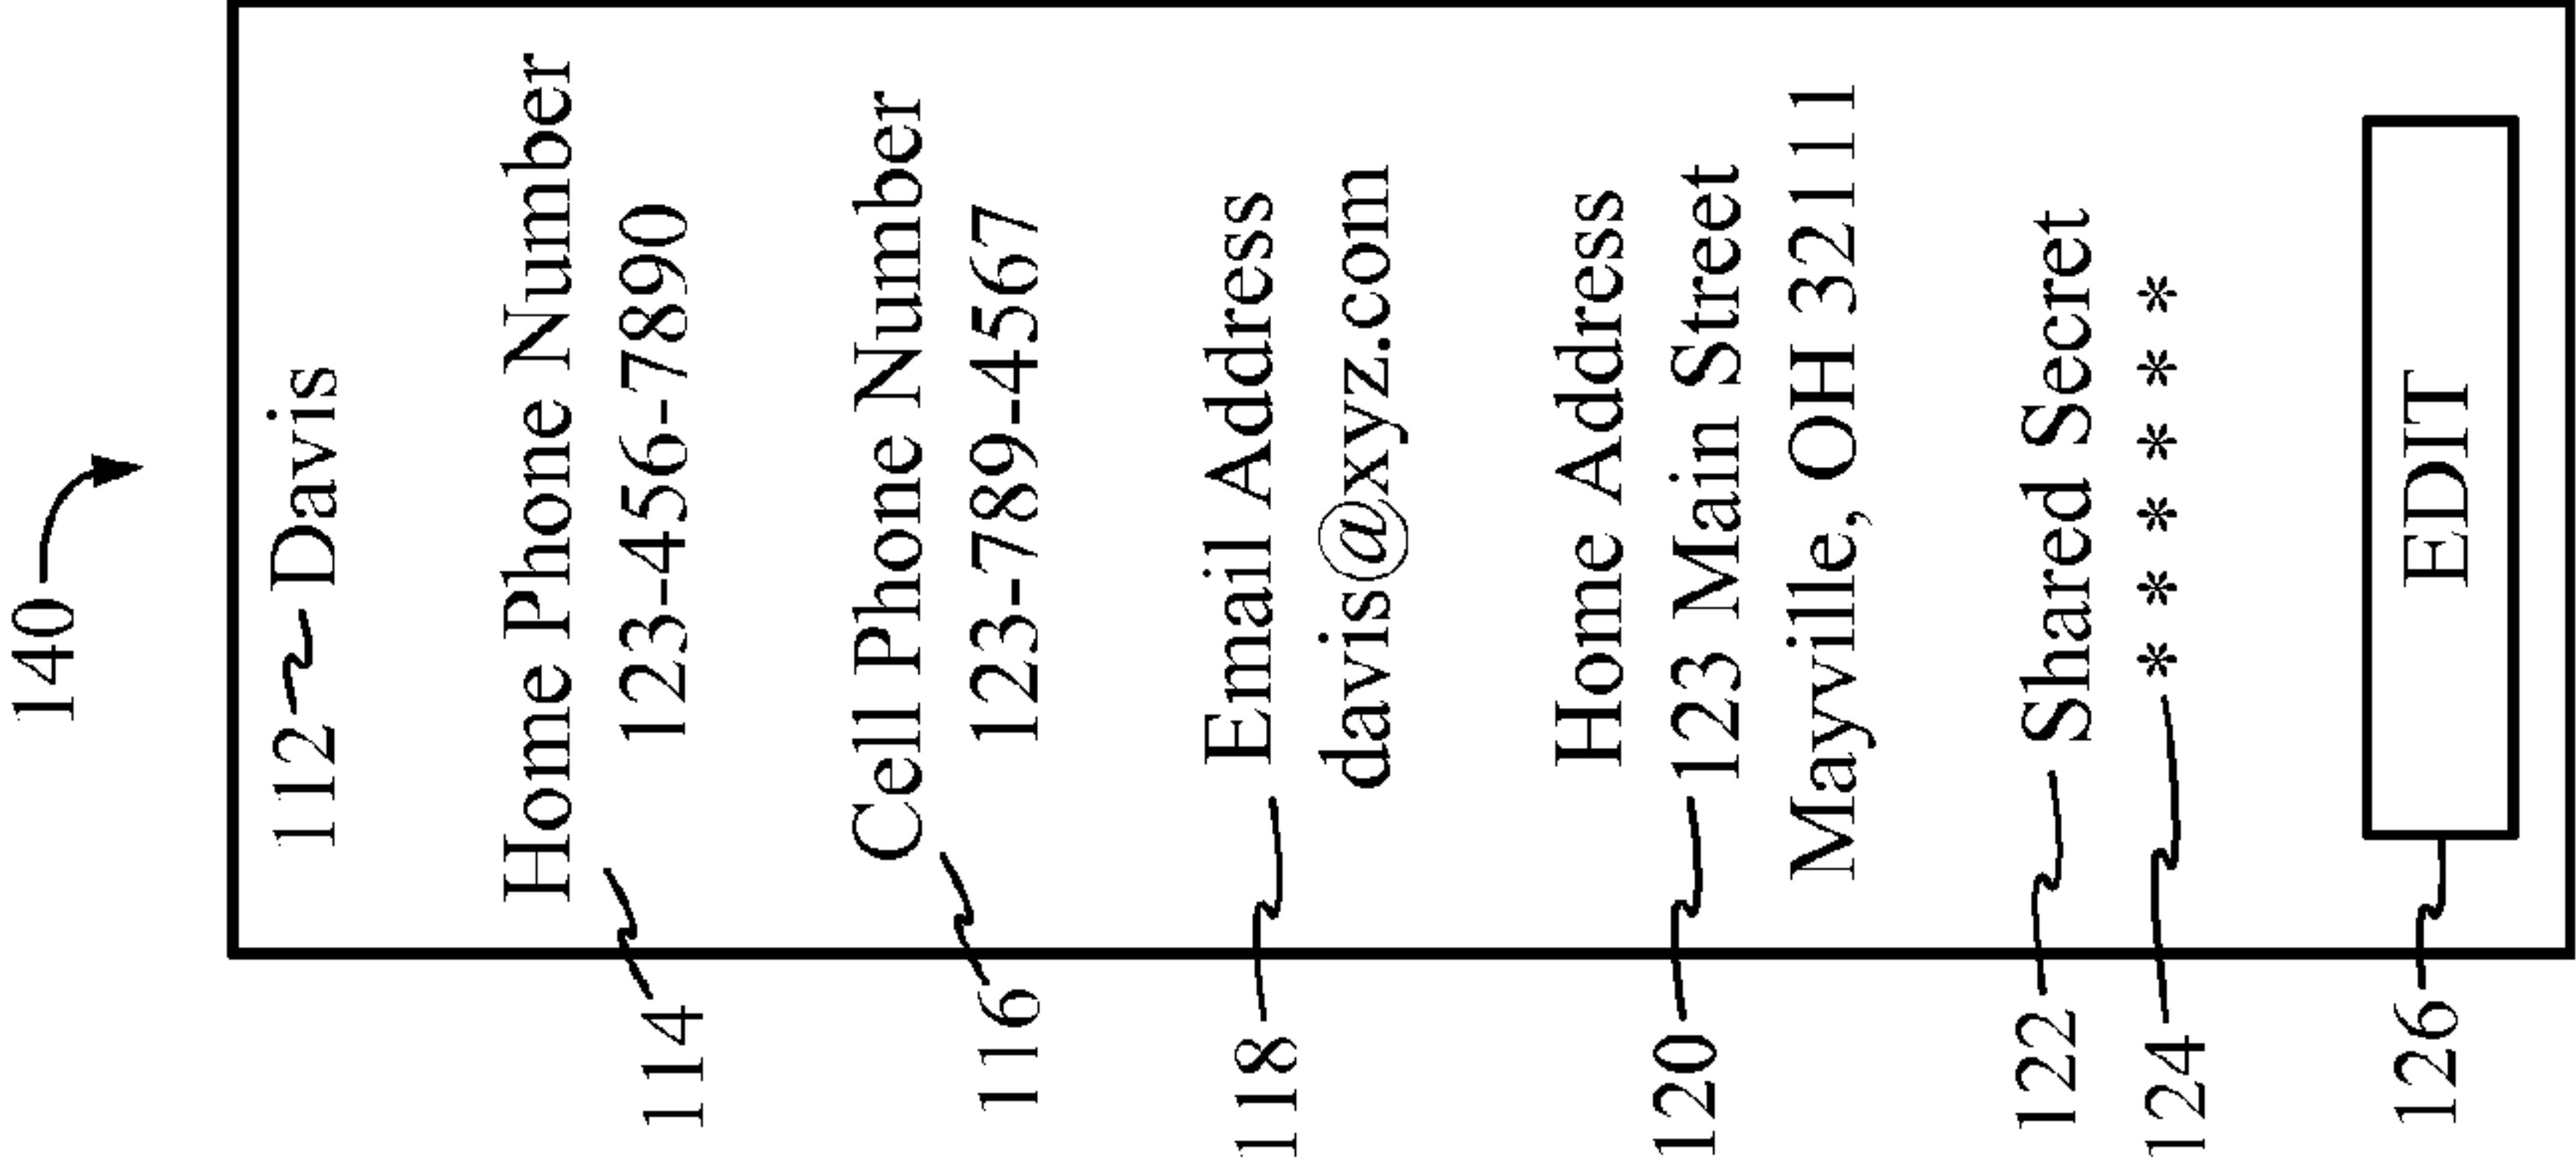 140
112 Davis
Home Phone Number
114 123-456-7890
Cell Phone Number
116 123-789-4567
118 Email Address
davis@xyz.com
Home Address
120 123 Main Street
Mayville, OH 32111
122 Shared Secret
124 * * * * * *
126 EDIT